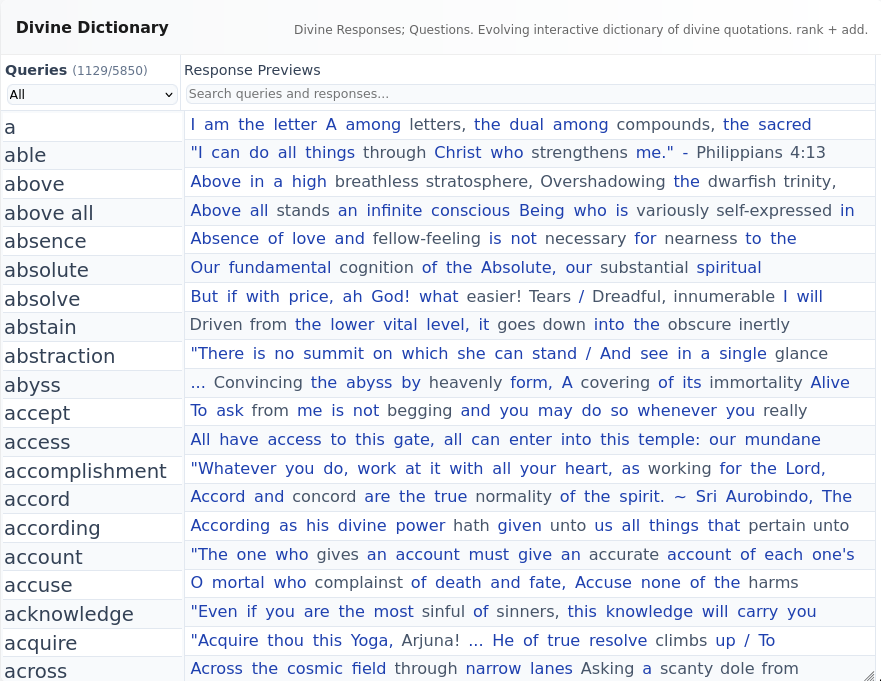 Divine Dictionary
Divine Responses; Questions. Evolving interactive dictionary of divine quotations. rank + add.
Queries (1129/5850)
Response Previews
All
Search queries and responses...
a
I am the letter A among letters, the dual among compounds, the sacred
able
"I can do all things through Christ who strengthens me." - Philippians 4:13
above
Above in a high breathless stratosphere, Overshadowing the dwarfish trinity,
above all
Above all stands an infinite conscious Being who is variously self-expressed in
absence
Absence of love and fellow-feeling is not necessary for nearness to the
absolute
Our fundamental cognition of the Absolute, our substantial spiritual
absolve
But if with price, ah God! what easier! Tears / Dreadful, innumerable I will
abstain
Driven from the lower vital level, it goes down into the obscure inertly
abstraction
"There is no summit on which she can stand / And see in a single glance
abyss
... Convincing the abyss by heavenly form, A covering of its immortality Alive
accept
To ask from me is not begging and you may do so whenever you really
access
All have access to this gate, all can enter into this temple: our mundane
accomplishment
"Whatever you do, work at it with all your heart, as working for the Lord,
accord
Accord and concord are the true normality of the spirit. ~ Sri Aurobindo, The
according
According as his divine power hath given unto us all things that pertain unto
account
"The one who gives an account must give an accurate account of each one's
accuse
O mortal who complainst of death and fate, Accuse none of the harms
acknowledge
"Even if you are the most sinful of sinners, this knowledge will carry you
acquire
"Acquire thou this Yoga, Arjuna! ... He of true resolve climbs up / To
across
Across the cosmic field through narrow lanes Asking a scanty dole from